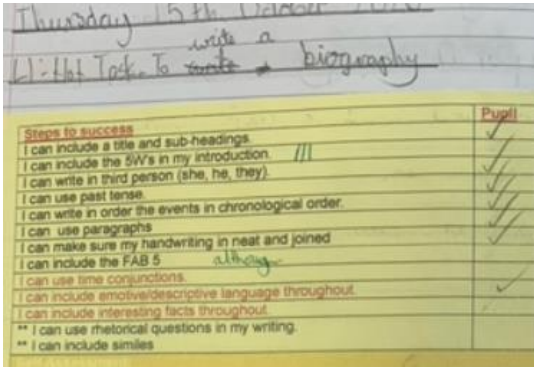 Thursday 15th October
write a
LI: Hot Task To wrote a biography
Steps to success
Pupil
I can include a title and sub-headings.
I can include the 5W's in my introduction.
I can write in third person (she, he, they).
I can use past tense.
I can write in order the events in chronological order.
I can use paragraphs
I can make sure my handwriting in neat and joined
I can include the FAB 5 although
I can use time conjunctions.
I can include emotive/descriptive language throughout.
I can include interesting facts throughout.
** I can use rhetorical questions in my writing.
** I can include similes